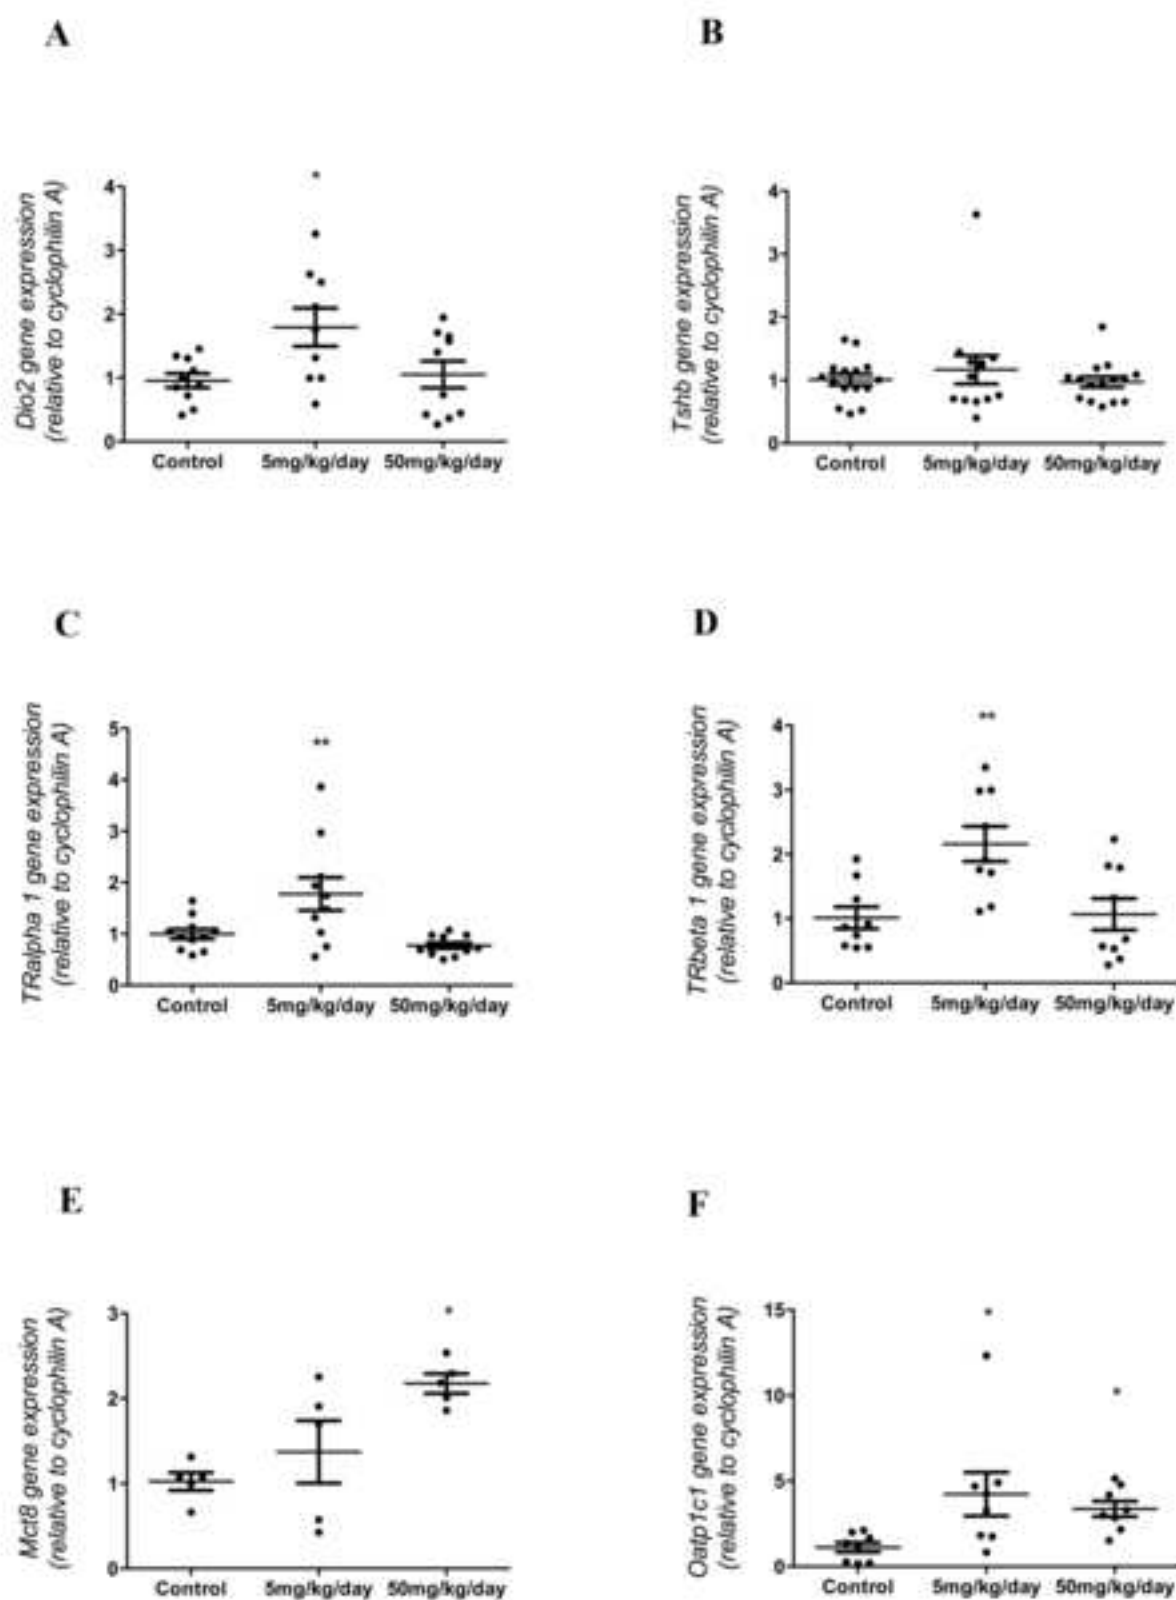 A
Dio2 gene expression
(relative to cyclophilin A)
4
3
2
1
0
*
Control 5mg/kg/day 50mg/kg/day
B
Tshb gene expression
(relative to cyclophilin A)
4
3
2
1
0
Control 5mg/kg/day 50mg/kg/day
C
TRalpha 1 gene expression
(relative to cyclophilin A)
5
4
3
2
1
0
**
Control 5mg/kg/day 50mg/kg/day
D
TRbeta 1 gene expression
(relative to cyclophilin A)
4
3
2
1
0
**
Control 5mg/kg/day 50mg/kg/day
E
Mct8 gene expression
(relative to cyclophilin A)
3
2
1
0
*
Control 5mg/kg/day 50mg/kg/day
F
Oatp1c1 gene expression
(relative to cyclophilin A)
15
10
5
0
*
*
Control 5mg/kg/day 50mg/kg/day